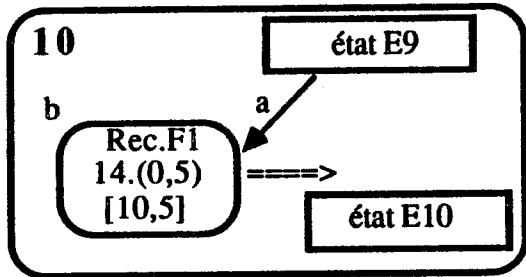 10
état E9
b
a
Rec.F1
14.(0,5)
====>
[10,5]
état E10